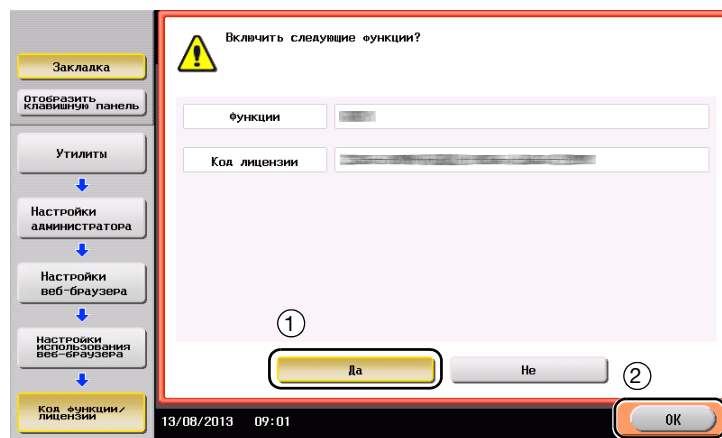 Включить следующие функции?
Закладка
Отобразить
клавишную панель
Функции
Утилиты
Код лицензии
Настройки
администратора
Настройки
веб-браузера
Настройки
использования
веб-браузера
Код функции/
лицензии
1
Да
Не
2
13/08/2013 09:01
OK